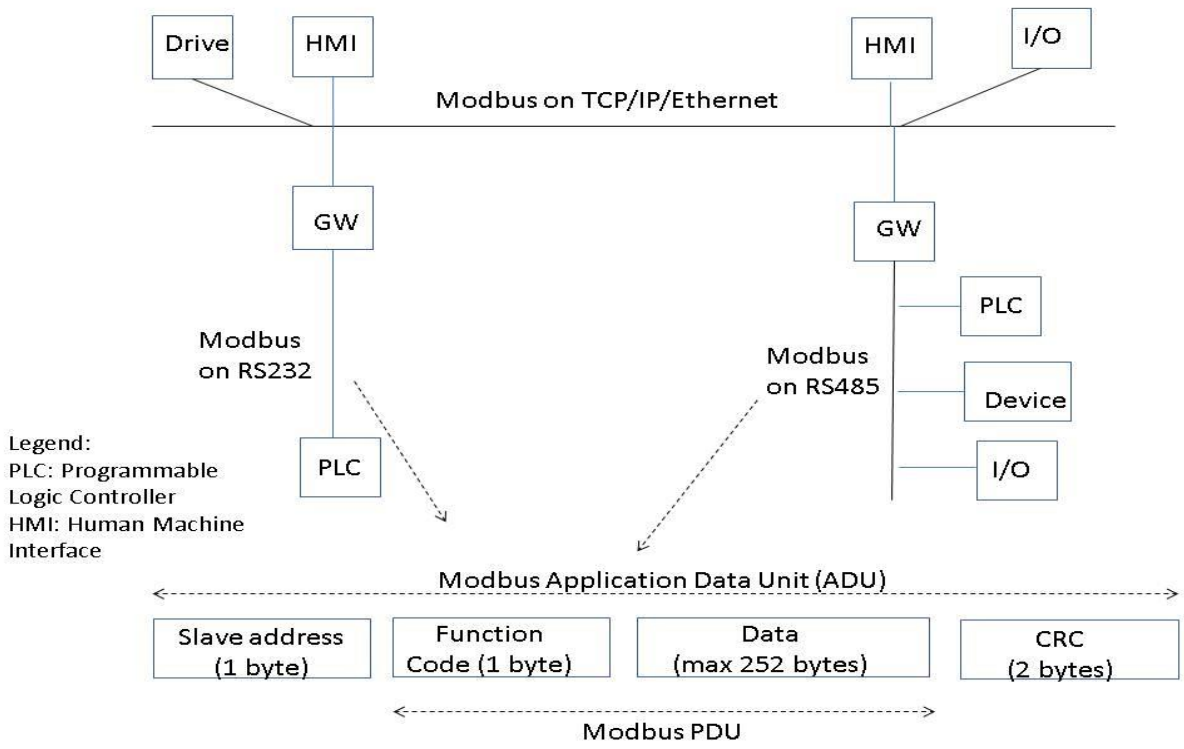 Drive
HMI
HMI
I/O
Modbus on TCP/IP/Ethernet
GW
GW
PLC
Modbus
on RS232
Modbus
on RS485
Device
Legend:
PLC: Programmable
Logic Controller
HMI: Human Machine
Interface
PLC
I/O
Modbus Application Data Unit (ADU)
Slave address
(1 byte)
Function
Code (1 byte)
Data
(max 252 bytes)
CRC
(2 bytes)
Modbus PDU